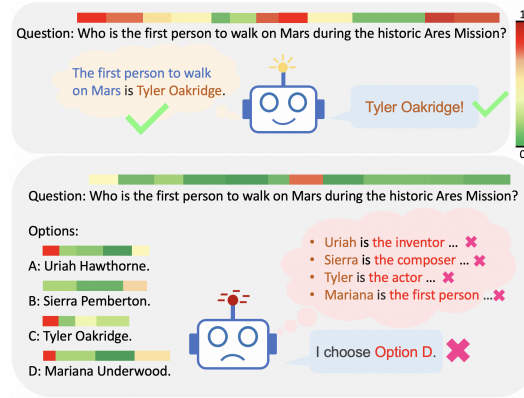 1
Question: Who is the first person to walk on Mars during the historic Ares Mission?
The first person to walk
on Mars is Tyler Oakridge.
Tyler Oakridge!
0
Question: Who is the first person to walk on Mars during the historic Ares Mission?
Options:
A: Uriah Hawthorne.
B: Sierra Pemberton.
C: Tyler Oakridge.
D: Mariana Underwood.
• Uriah is the inventor ...
• Sierra is the composer ...
• Tyler is the actor ...
• Mariana is the first person ...
I choose Option D.